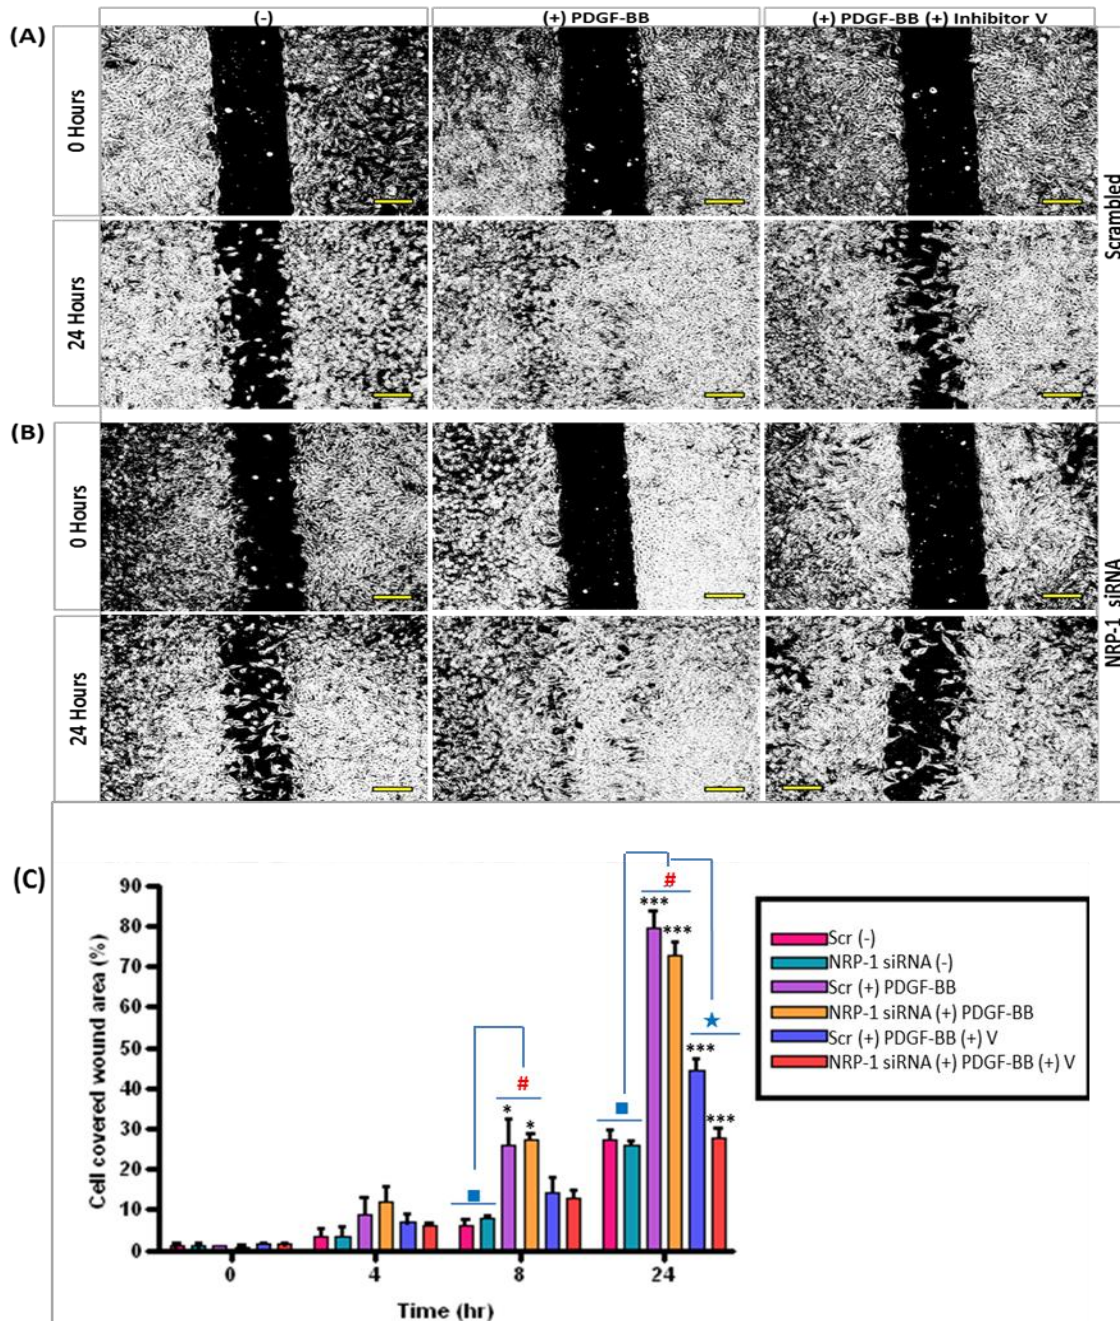 (-)
(+) PDGF-BB
(+) PDGF-BB (+) Inhibitor V
(A)
0 Hours
24 Hours
Scrambled
(B)
0 Hours
24 Hours
NRP-1 siRNA
(C)
Cell covered wound area (%)
90
80
70
60
50
40
30
20
10
0
*
*
#
***
***
#
***
***
0
4
8
24
Time (hr)
Scr (-)
NRP-1 siRNA (-)
Scr (+) PDGF-BB
NRP-1 siRNA (+) PDGF-BB
Scr (+) PDGF-BB (+) V
NRP-1 siRNA (+) PDGF-BB (+) V